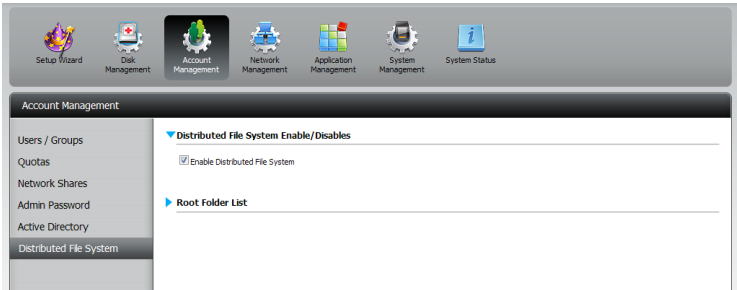 Setup Wizard
Disk Management
Account Management
Network Management
Application Management
System Management
System Status
Account Management
Users / Groups
Quotas
Network Shares
Admin Password
Active Directory
Distributed File System
Distributed File System Enable/Disables
Enable Distributed File System
Root Folder List